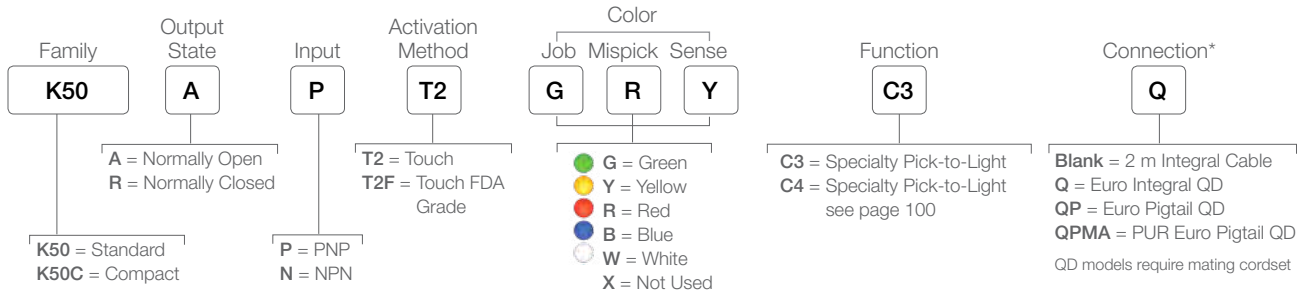 Color
Family
Output State
Input
Activation Method
Job Mispick Sense
Function
Connection*
K50
A
P
T2
G
R
Y
C3
Q
K50 = Standard
K50C = Compact
A = Normally Open
R = Normally Closed
P = PNP
N = NPN
T2 = Touch
T2F = Touch FDA
Grade
G = Green
Y = Yellow
R = Red
B = Blue
W = White
X = Not Used
C3 = Specialty Pick-to-Light
C4 = Specialty Pick-to-Light
see page 100
Blank = 2 m Integral Cable
Q = Euro Integral QD
QP = Euro Pigtail QD
QPMA = PUR Euro Pigtail QD
QD models require mating cordset